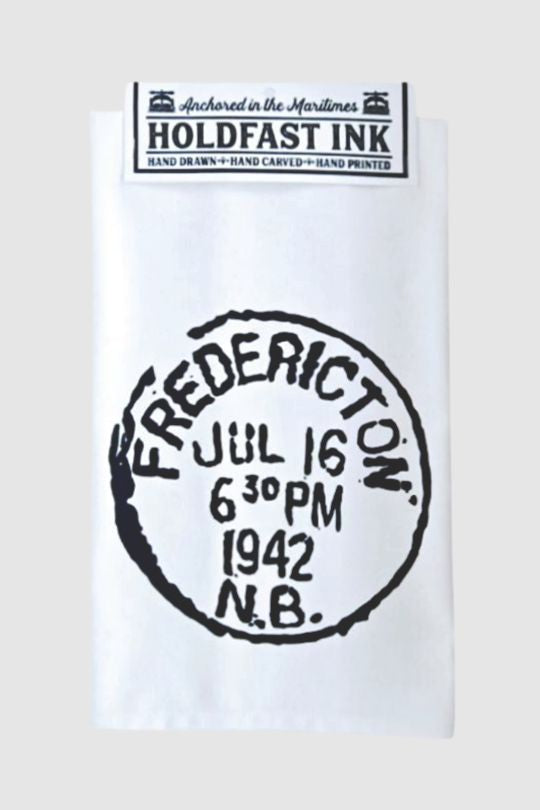 Anchored in the Maritimes
HOLDFAST INK
HAND DRAWN HAND CARVED HAND PRINTED
FREDERICTON
JUL 16
6 30 PM
1942
N.B.